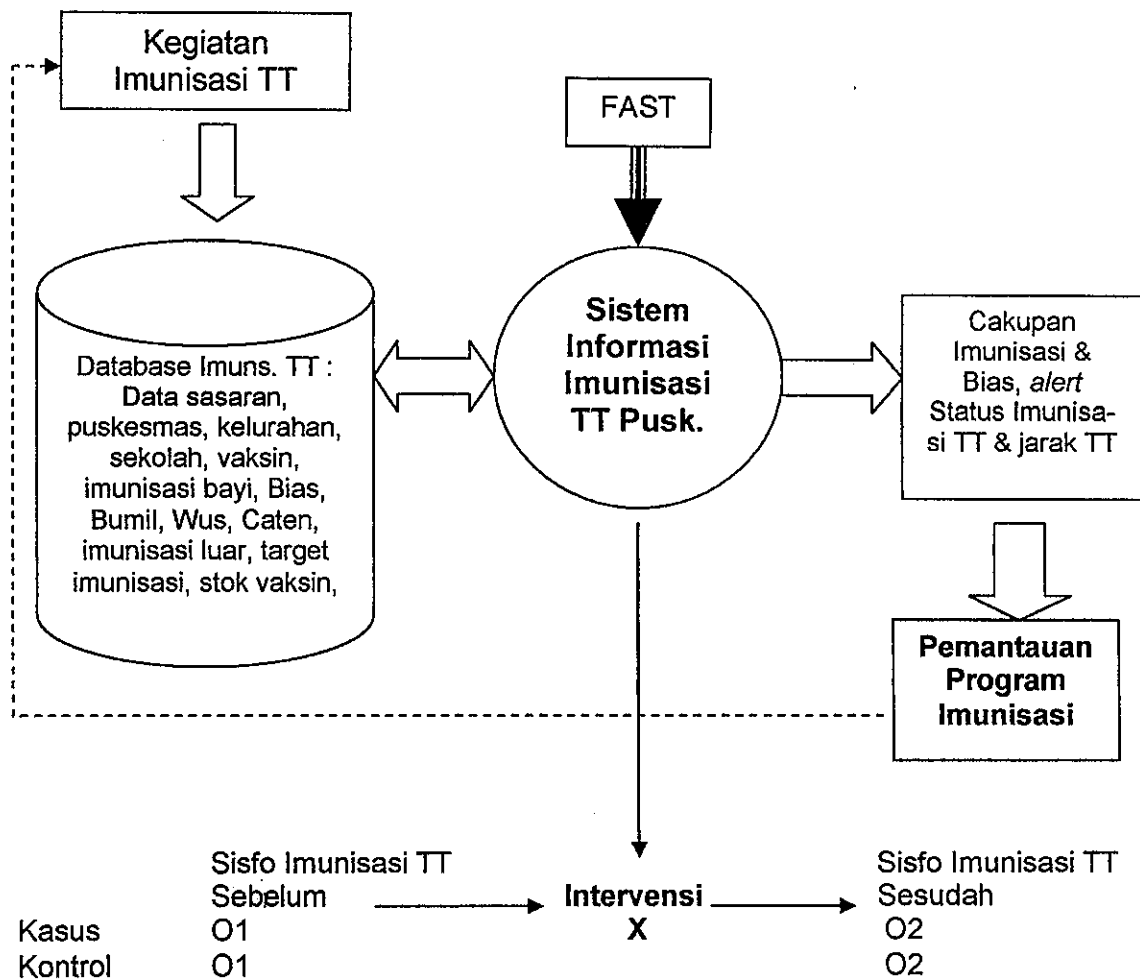 Kegiatan
Imunisasi TT
FAST
Database Imuns. TT :
Data sasaran,
puskesmas, kelurahan,
sekolah, vaksin,
imunisasi bayi, Bias,
Bumil, Wus, Caten,
imunisasi luar, target
imunisasi, stok vaksin,
Sistem
Informasi
Imunisasi
TT Pusk.
Cakupan
Imunisasi &
Bias, alert
Status Imunisa-
si TT & jarak TT
Pemantauan
Program
Imunisasi
Sisfo Imunisasi TT
Sebelum
Intervensi
X
Sisfo Imunisasi TT
Sesudah
Kasus O1 O2
Kontrol O1 O2